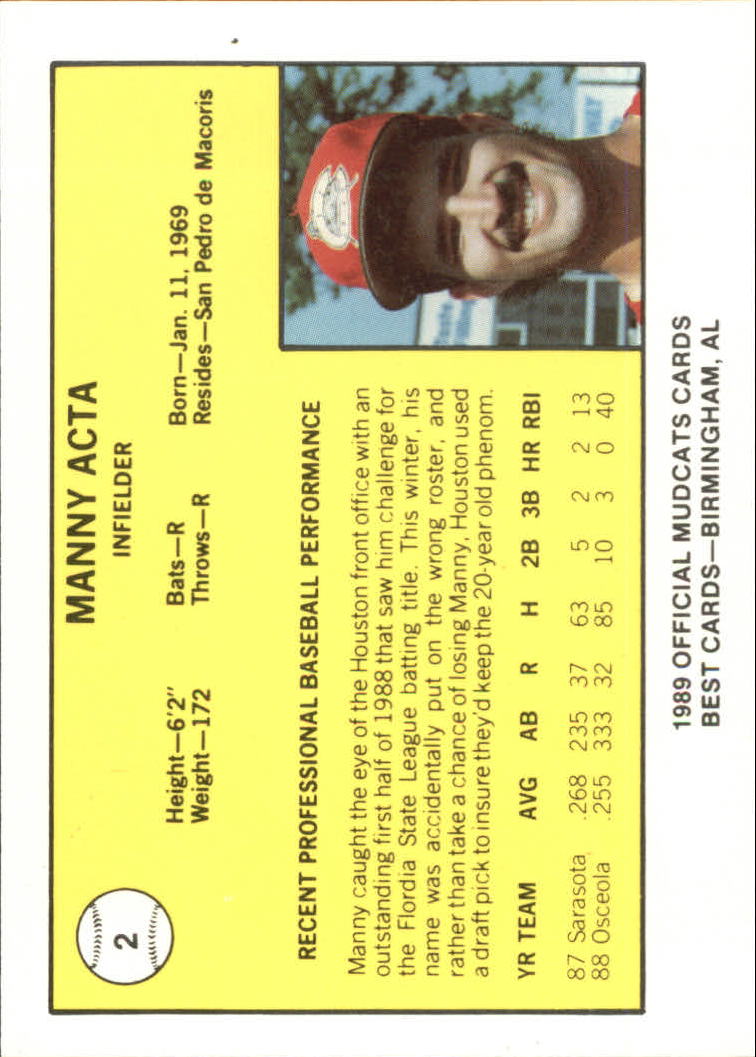 2
MANNY ACTA
INFIELDER
Height—6'2" Bats—R Born—Jan. 11, 1969
Weight—172 Throws—R Resides—San Pedro de Macoris
RECENT PROFESSIONAL BASEBALL PERFORMANCE
Manny caught the eye of the Houston front office with an
outstanding first half of 1988 that saw him challenge for
the Flordia State League batting title. This winter, his
name was accidentally put on the wrong roster, and
rather than take a chance of losing Manny, Houston used
a draft pick to insure they'd keep the 20-year old phenom.
YR TEAM AVG AB R H 2B 3B HR RBI
87 Sarasota .268 235 37 63 5 2 2 13
88 Osceola .255 333 32 85 10 3 0 40
1989 OFFICIAL MUDCATS CARDS
BEST CARDS—BIRMINGHAM, AL